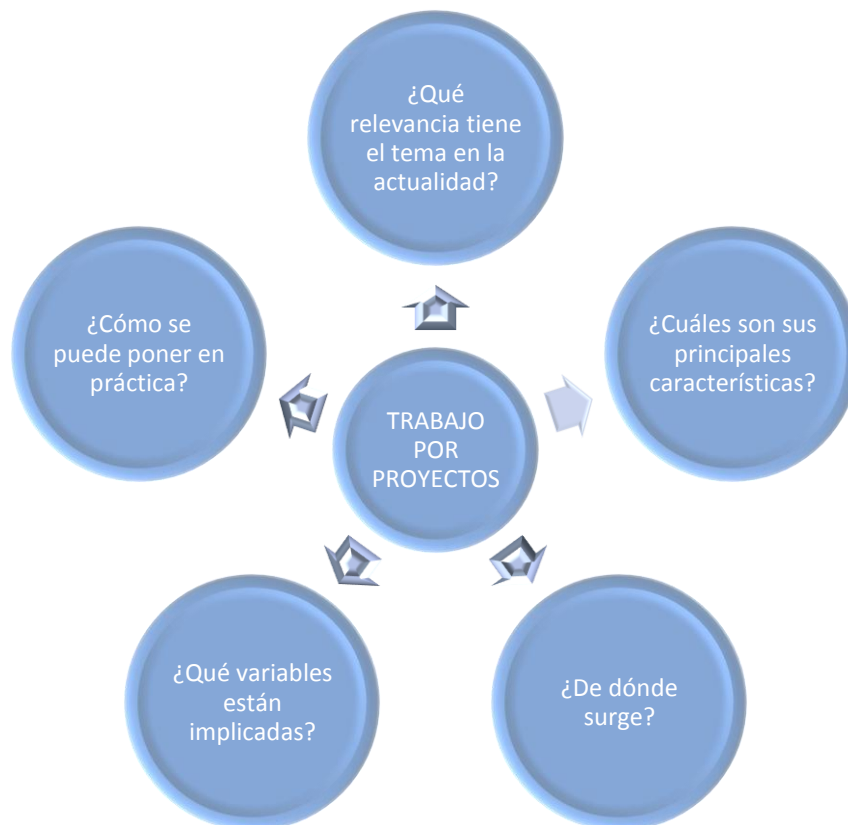 ¿Qué
relevancia tiene
el tema en la
actualidad?
¿Cómo se
puede poner en
práctica?
¿Cuáles son sus
principales
característísticas?
TRABAJO
POR
PROYECTOS
¿Qué variables
están
implicadas?
¿De dónde
surge?